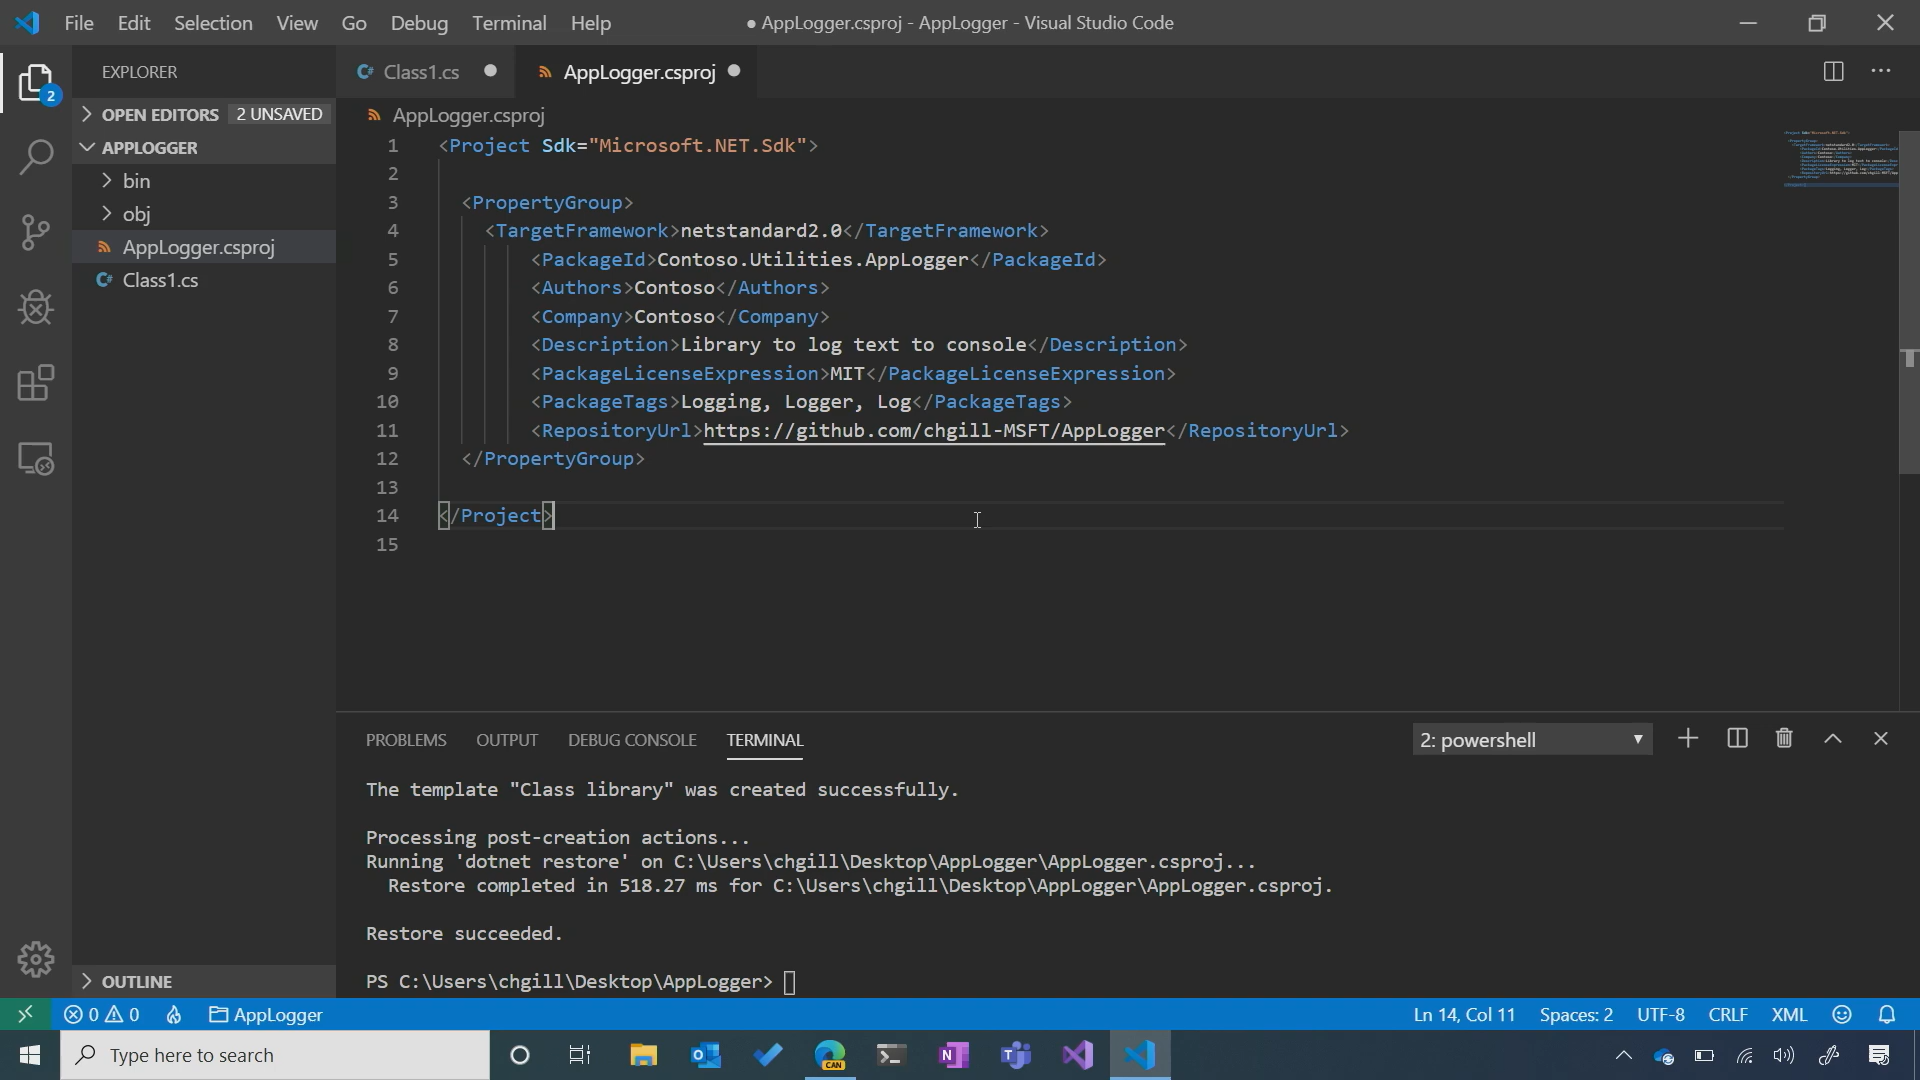 File Edit Selection View Go Debug Terminal Help
● AppLogger.csproj - AppLogger - Visual Studio Code
EXPLORER
2
OPEN EDITORS 2 UNSAVED
APPLOGGER
bin
obj
AppLogger.csproj
Class1.cs
OUTLINE
Class1.cs
AppLogger.csproj
AppLogger.csproj
1 <Project Sdk="Microsoft.NET.Sdk">
2
3 <PropertyGroup>
4 <TargetFramework>netstandard2.0</TargetFramework>
5 <PackageId>Contoso.Utilities.AppLogger</PackageId>
6 <Authors>Contoso</Authors>
7 <Company>Contoso</Company>
8 <Description>Library to log text to console</Description>
9 <PackageLicenseExpression>MIT</PackageLicenseExpression>
10 <PackageTags>Logging, Logger, Log</PackageTags>
11 <RepositoryUrl>https://github.com/chgill-MSFT/AppLogger</RepositoryUrl>
12 </PropertyGroup>
13
14 </Project>
15
PROBLEMS OUTPUT DEBUG CONSOLE TERMINAL 2: powershell
The template "Class library" was created successfully.
Processing post-creation actions...
Running 'dotnet restore' on C:\Users\chgill\Desktop\AppLogger\AppLogger.csproj...
Restore completed in 518.27 ms for C:\Users\chgill\Desktop\AppLogger\AppLogger.csproj.
Restore succeeded.
PS C:\Users\chgill\Desktop\AppLogger>
0 0 AppLogger Ln 14, Col 11 Spaces: 2 UTF-8 CRLF XML
Type here to search
CAN